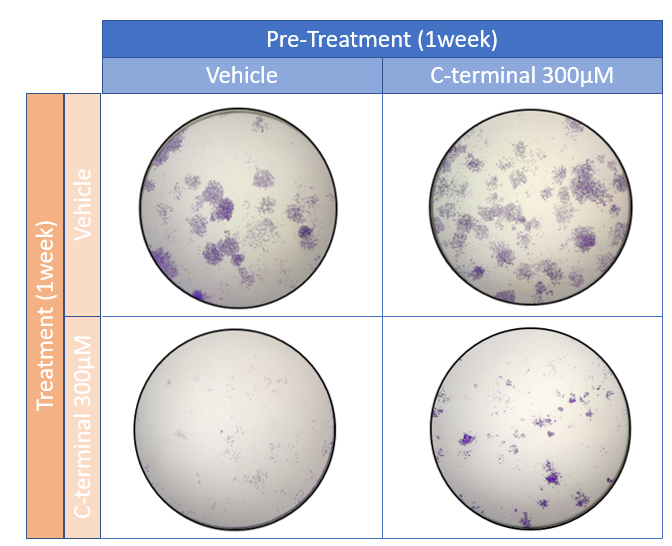 Pre-Treatment (1week)
Vehicle
C-terminal 300µM
Treatment (1week)
Vehicle
C-terminal 300µM